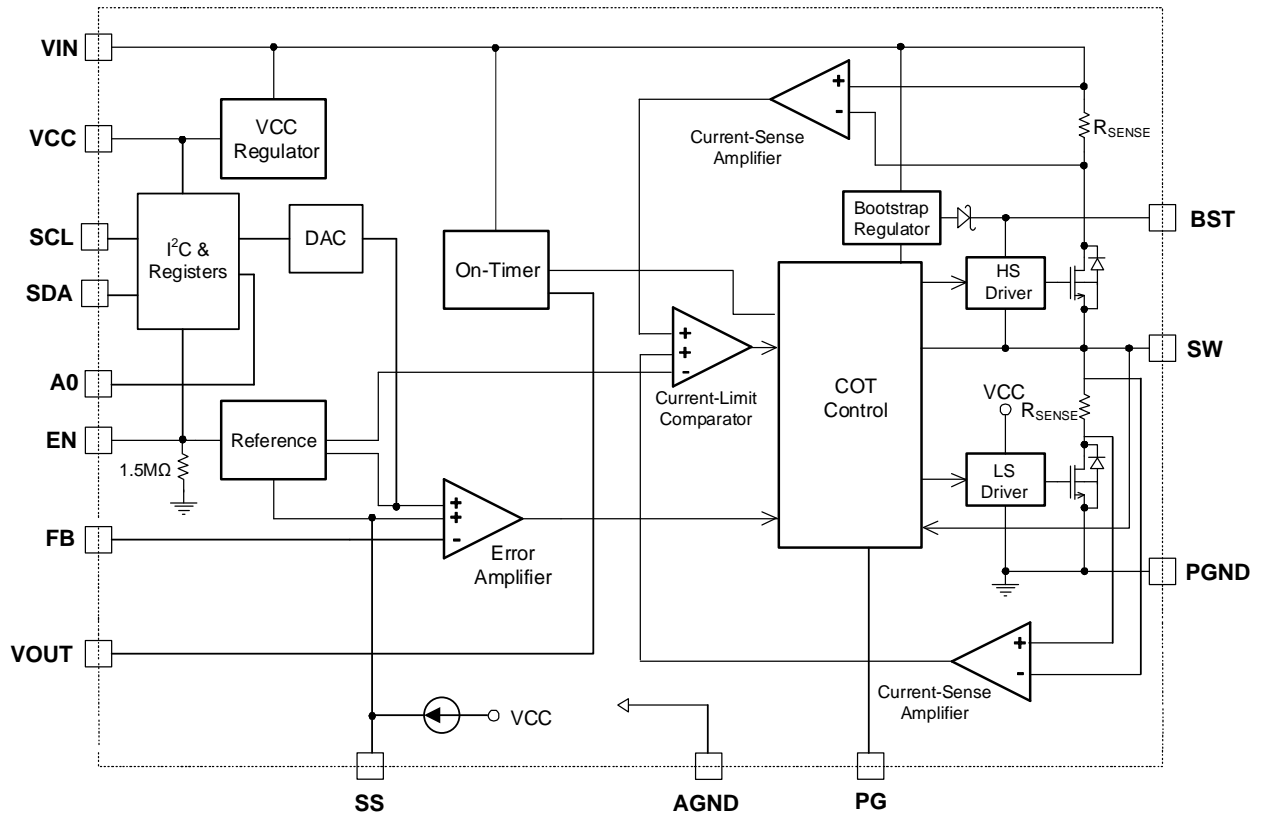 VIN
VCC
SCL
SDA
A0
EN
FB
VOUT
VCC
Regulator
I²C &
Registers
DAC
On-Timer
Reference
1.5MΩ
+
-
Current-Sense
Amplifier
RSENSE
Bootstrap
Regulator
BST
HS
Driver
SW
+
+
-
Current-Limit
Comparator
COT
Control
VCC
RSENSE
LS
Driver
+
+
-
Error
Amplifier
PGND
+
-
Current-Sense
Amplifier
VCC
SS
AGND
PG